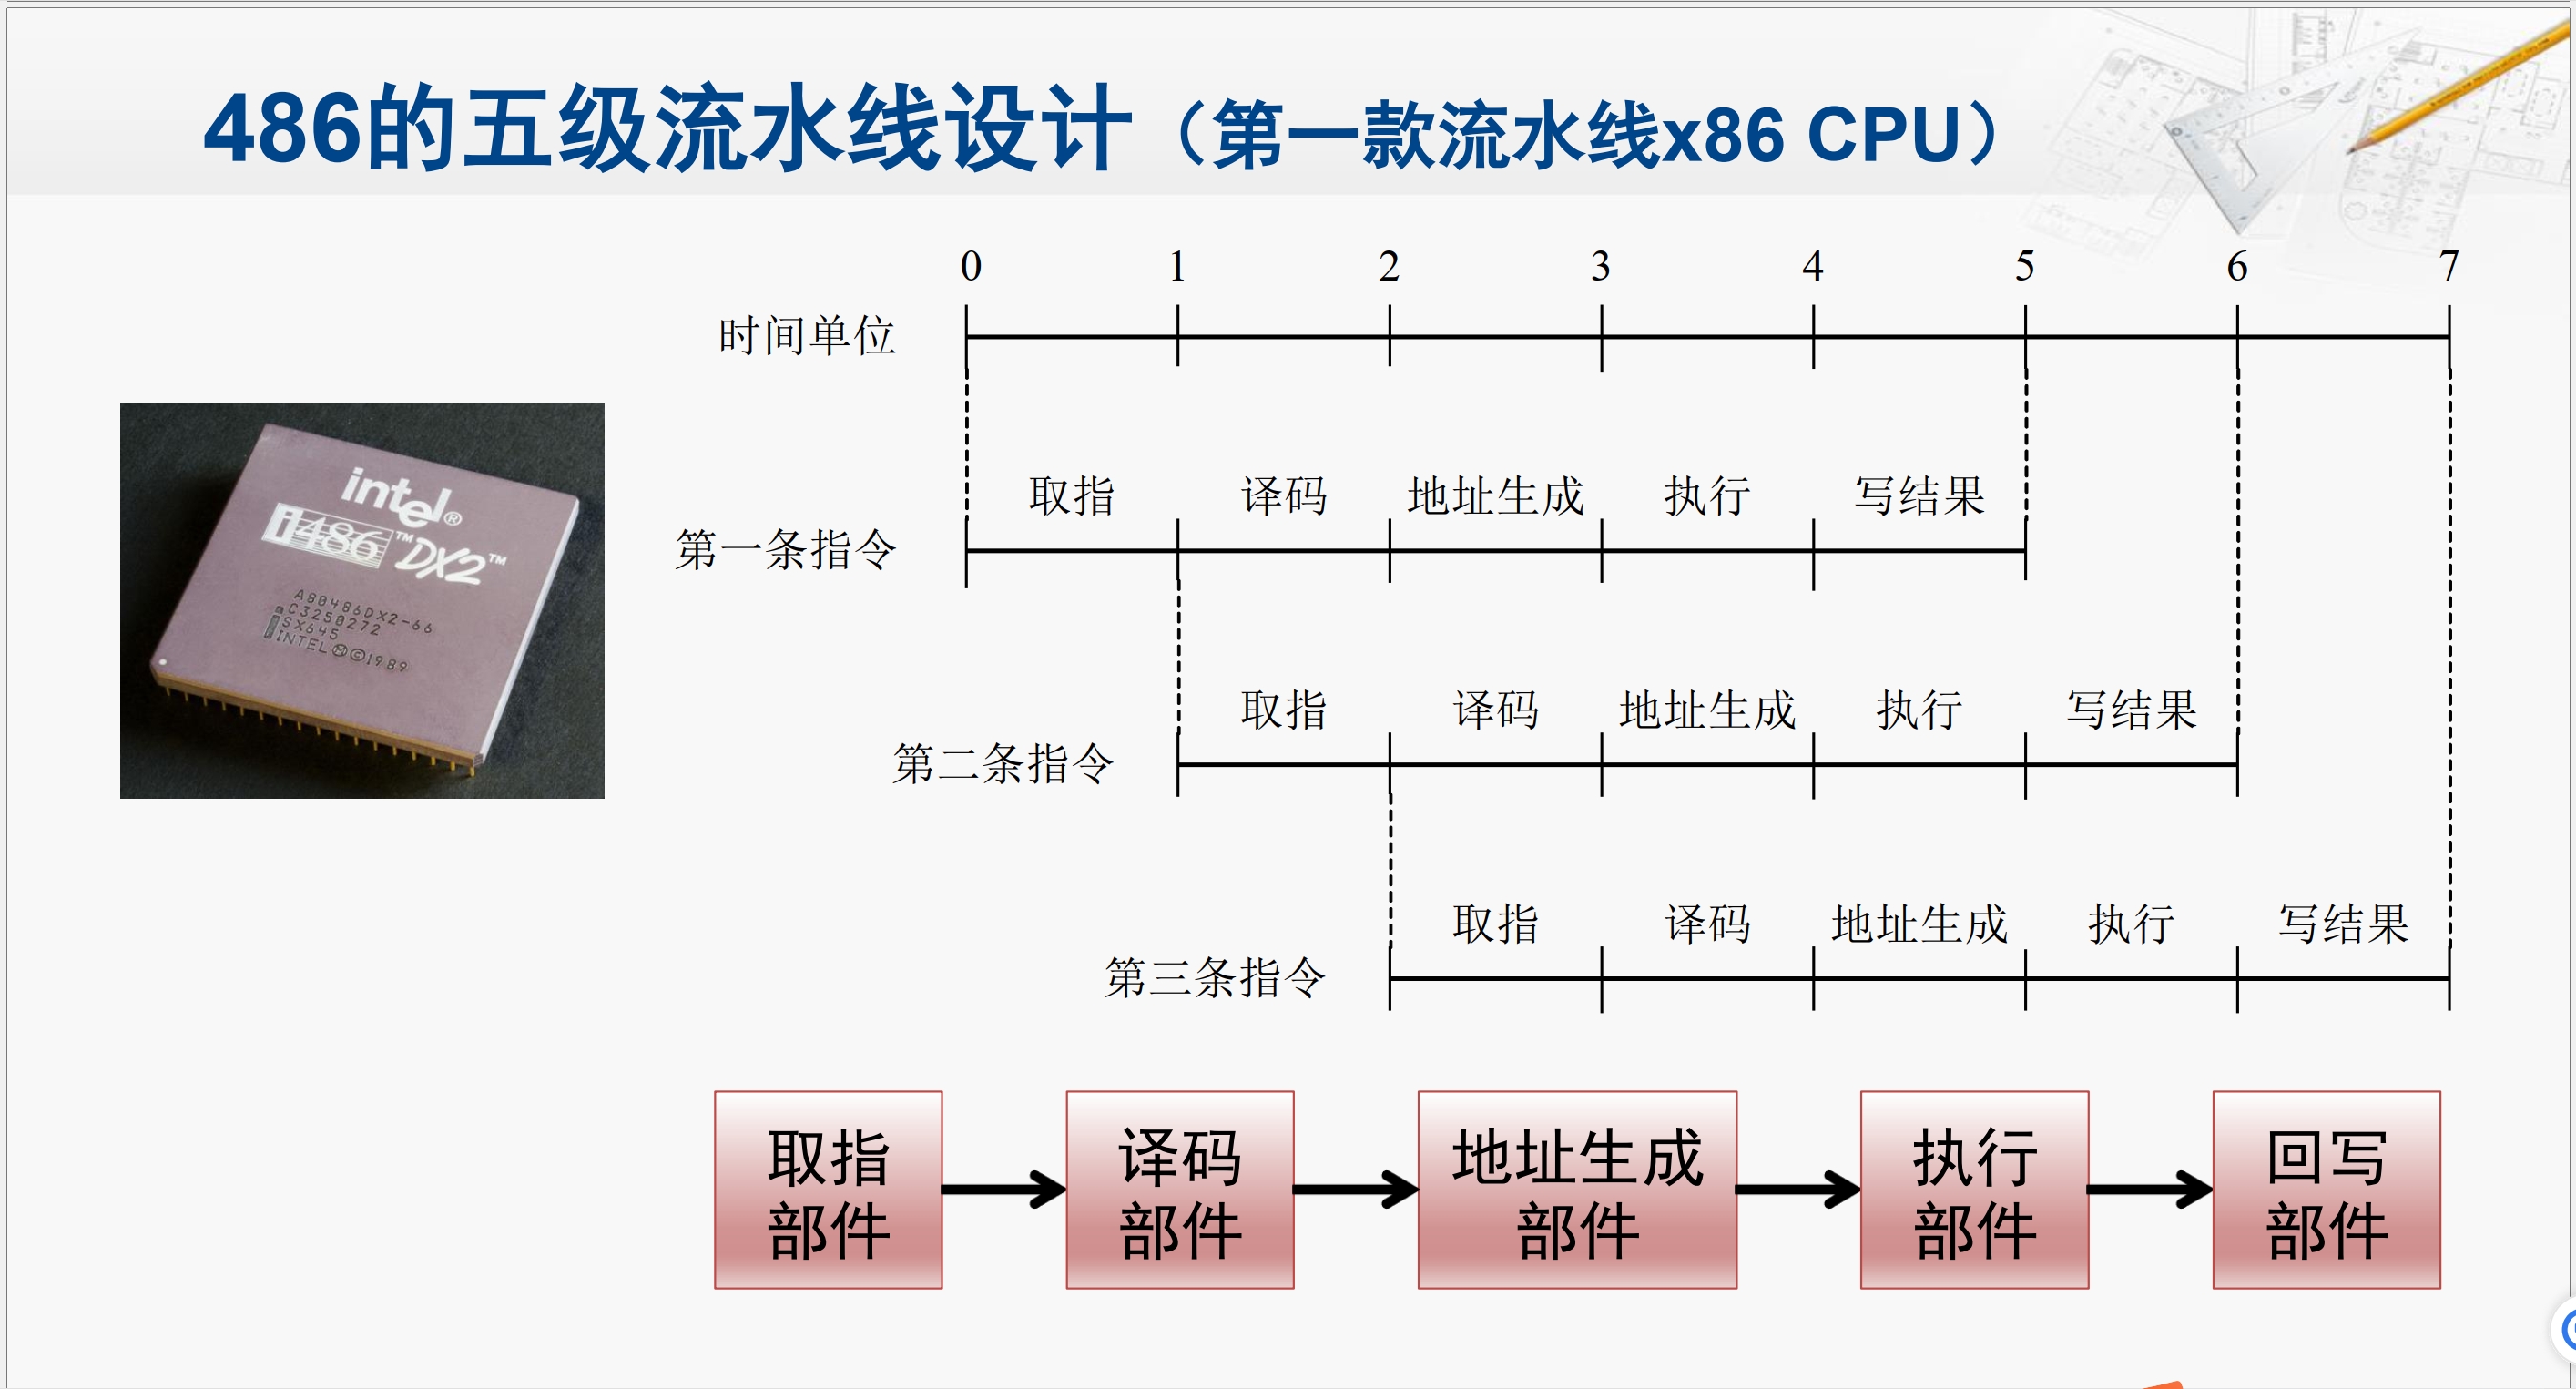 486的五级流水线设计（第一款流水线x86 CPU）
0 1 2 3 4 5 6 7
时间单位
取指 译码 地址生成 执行 写结果
第一条指令
取指 译码 地址生成 执行 写结果
第二条指令
取指 译码 地址生成 执行 写结果
第三条指令
intel®
i486™DX2™
A80486DX2-66
C3250272
SX645
INTEL Ⓜ©1989
取指
部件
译码
部件
地址生成
部件
执行
部件
回写
部件